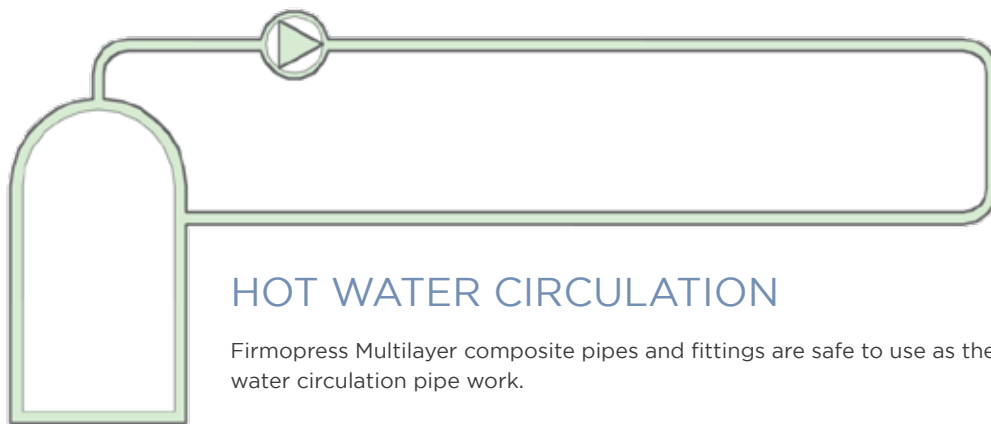 HOT WATER CIRCULATION
Firmopress Multilayer composite pipes and fittings are safe to use as the
water circulation pipe work.